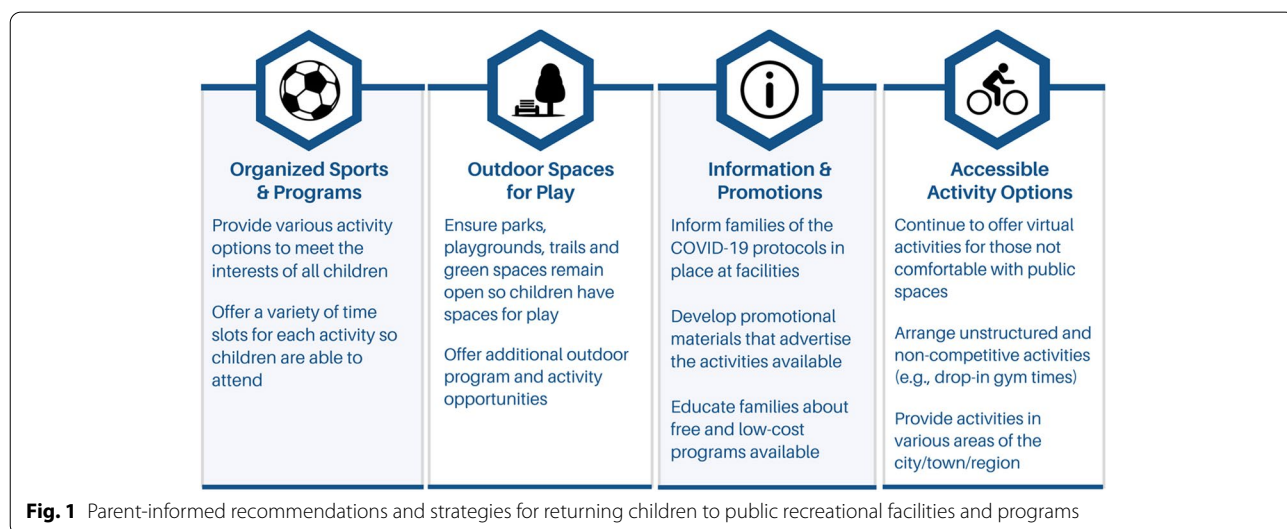 Organized Sports
& Programs
Provide various activity
options to meet the
interests of all children
Offer a variety of time
slots for each activity so
children are able to
attend
Outdoor Spaces
for Play
Ensure parks,
playgrounds, trails and
green spaces remain
open so children have
spaces for play
Offer additional outdoor
program and activity
opportunities
Information &
Promotions
Inform families of the
COVID-19 protocols in
place at facilities
Develop promotional
materials that advertise
the activities available
Educate families about
free and low-cost
programs available
Accessible
Activity Options
Continue to offer virtual
activities for those not
comfortable with public
spaces
Arrange unstructured and
non-competitive activities
(e.g., drop-in gym times)
Provide activities in
various areas of the
city/town/region
Fig. 1 Parent-informed recommendations and strategies for returning children to public recreational facilities and programs